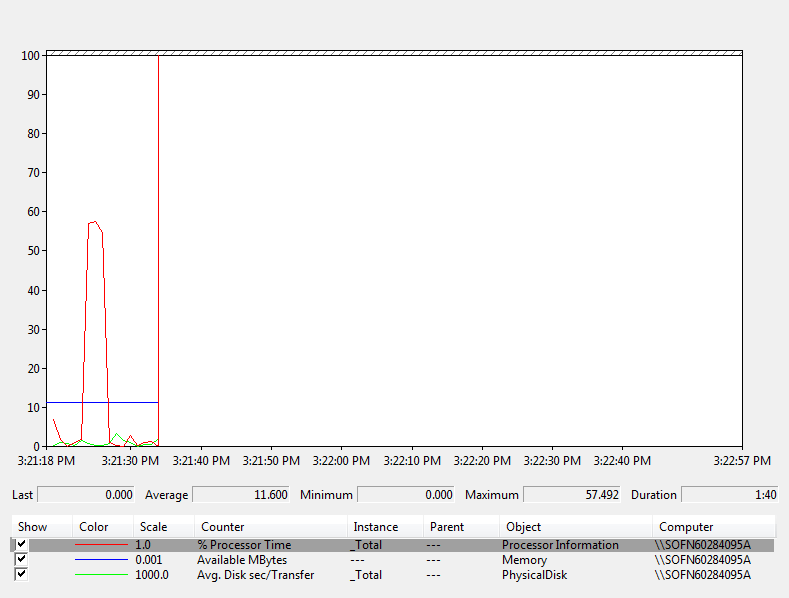 100
90
80
70
60
50
40
30
20
10
0
3:21:18 PM 3:21:30 PM 3:21:40 PM 3:21:50 PM 3:22:00 PM 3:22:10 PM 3:22:20 PM 3:22:30 PM 3:22:40 PM 3:22:57 PM
Last 0.000 Average 11.600 Minimum 0.000 Maximum 57.492 Duration 1:40
Show Color Scale Counter Instance Parent Object Computer
1.0 % Processor Time _Total --- Processor Information \\SOFN60284095A
0.001 Available MBytes --- --- Memory \\SOFN60284095A
1000.0 Avg. Disk sec/Transfer _Total --- PhysicalDisk \\SOFN60284095A